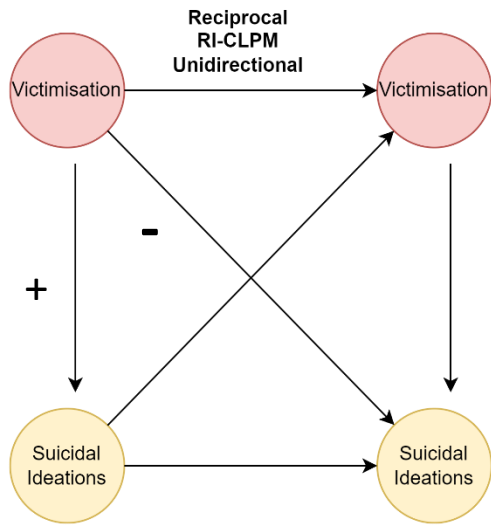 Reciprocal
RI-CLPM
Unidirectional
Victimisation
Victimisation
-
+
Suicidal
Ideations
Suicidal
Ideations